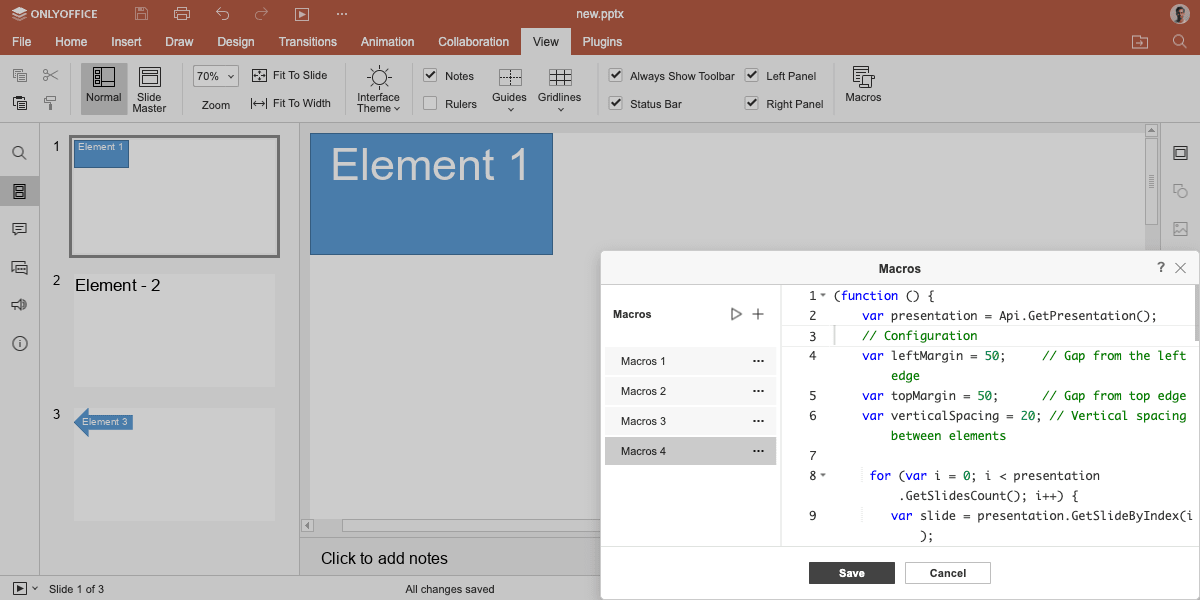 ONLYOFFICE
new.pptx
File Home Insert Draw Design Transitions Animation Collaboration View Plugins
Normal
Slide Master
70%
Zoom
Fit To Slide
Fit To Width
Interface Theme
Notes
Rulers
Guides
Gridlines
Always Show Toolbar
Status Bar
Left Panel
Right Panel
Macros
1
Element 1
2
Element - 2
3
Element 3
Element 1
Click to add notes
Macros
?
Macros
Macros 1
Macros 2
Macros 3
Macros 4
1 (function () {
2 var presentation = Api.GetPresentation();
3 // Configuration
4 var leftMargin = 50; // Gap from the left
edge
5 var topMargin = 50; // Gap from top edge
6 var verticalSpacing = 20; // Vertical spacing
between elements
7
8 for (var i = 0; i < presentation
.GetSlidesCount(); i++) {
9 var slide = presentation.GetSlideByIndex(i
);
Save Cancel
Slide 1 of 3
All changes saved